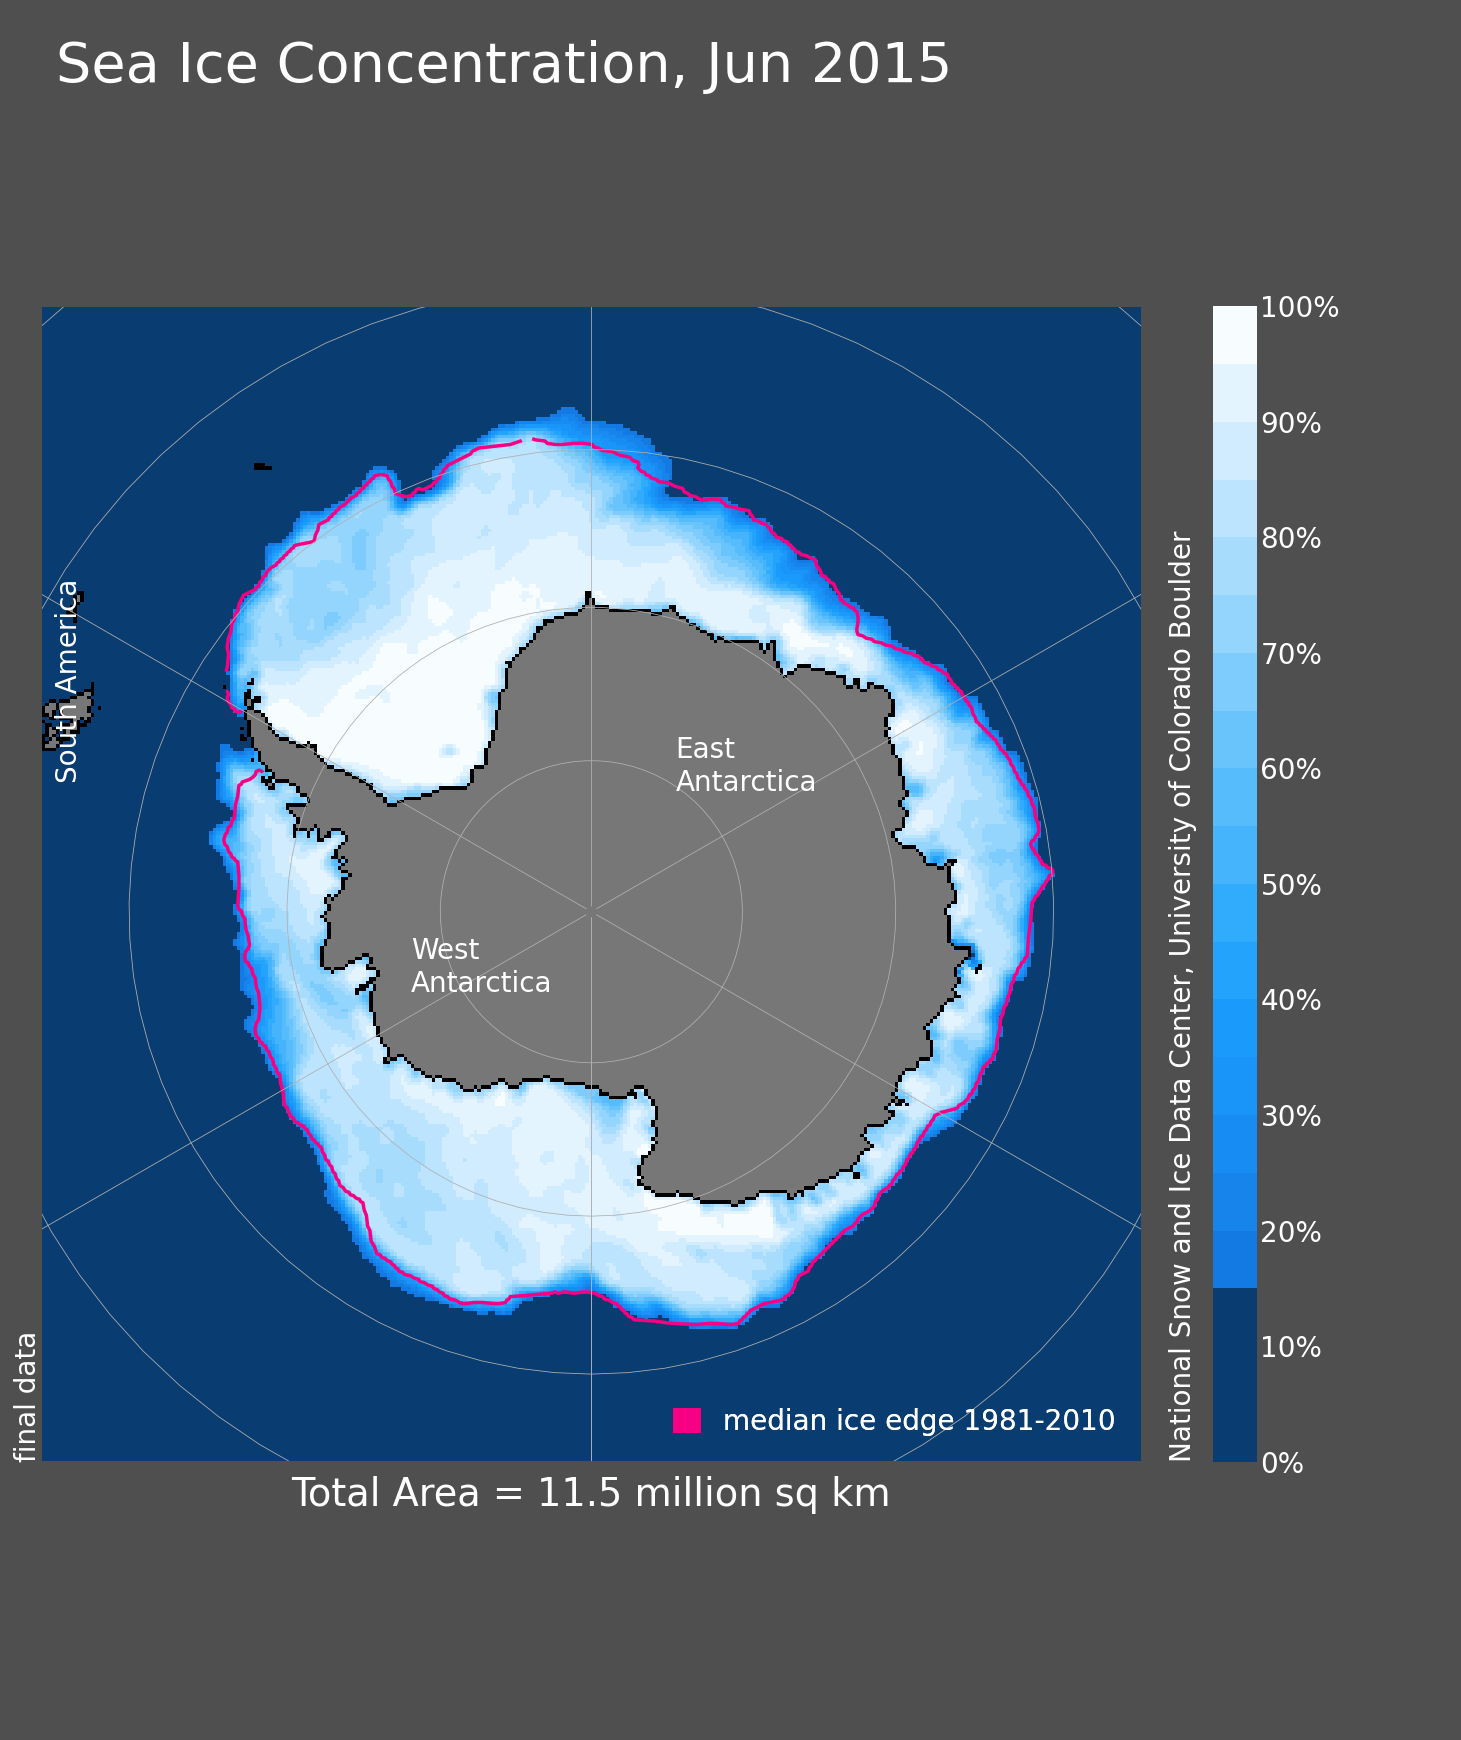 Sea Ice Concentration, Jun 2015
South America
East
Antarctica
West
Antarctica
final data
median ice edge 1981-2010
Total Area = 11.5 million sq km
National Snow and Ice Data Center, University of Colorado Boulder
100%
90%
80%
70%
60%
50%
40%
30%
20%
10%
0%